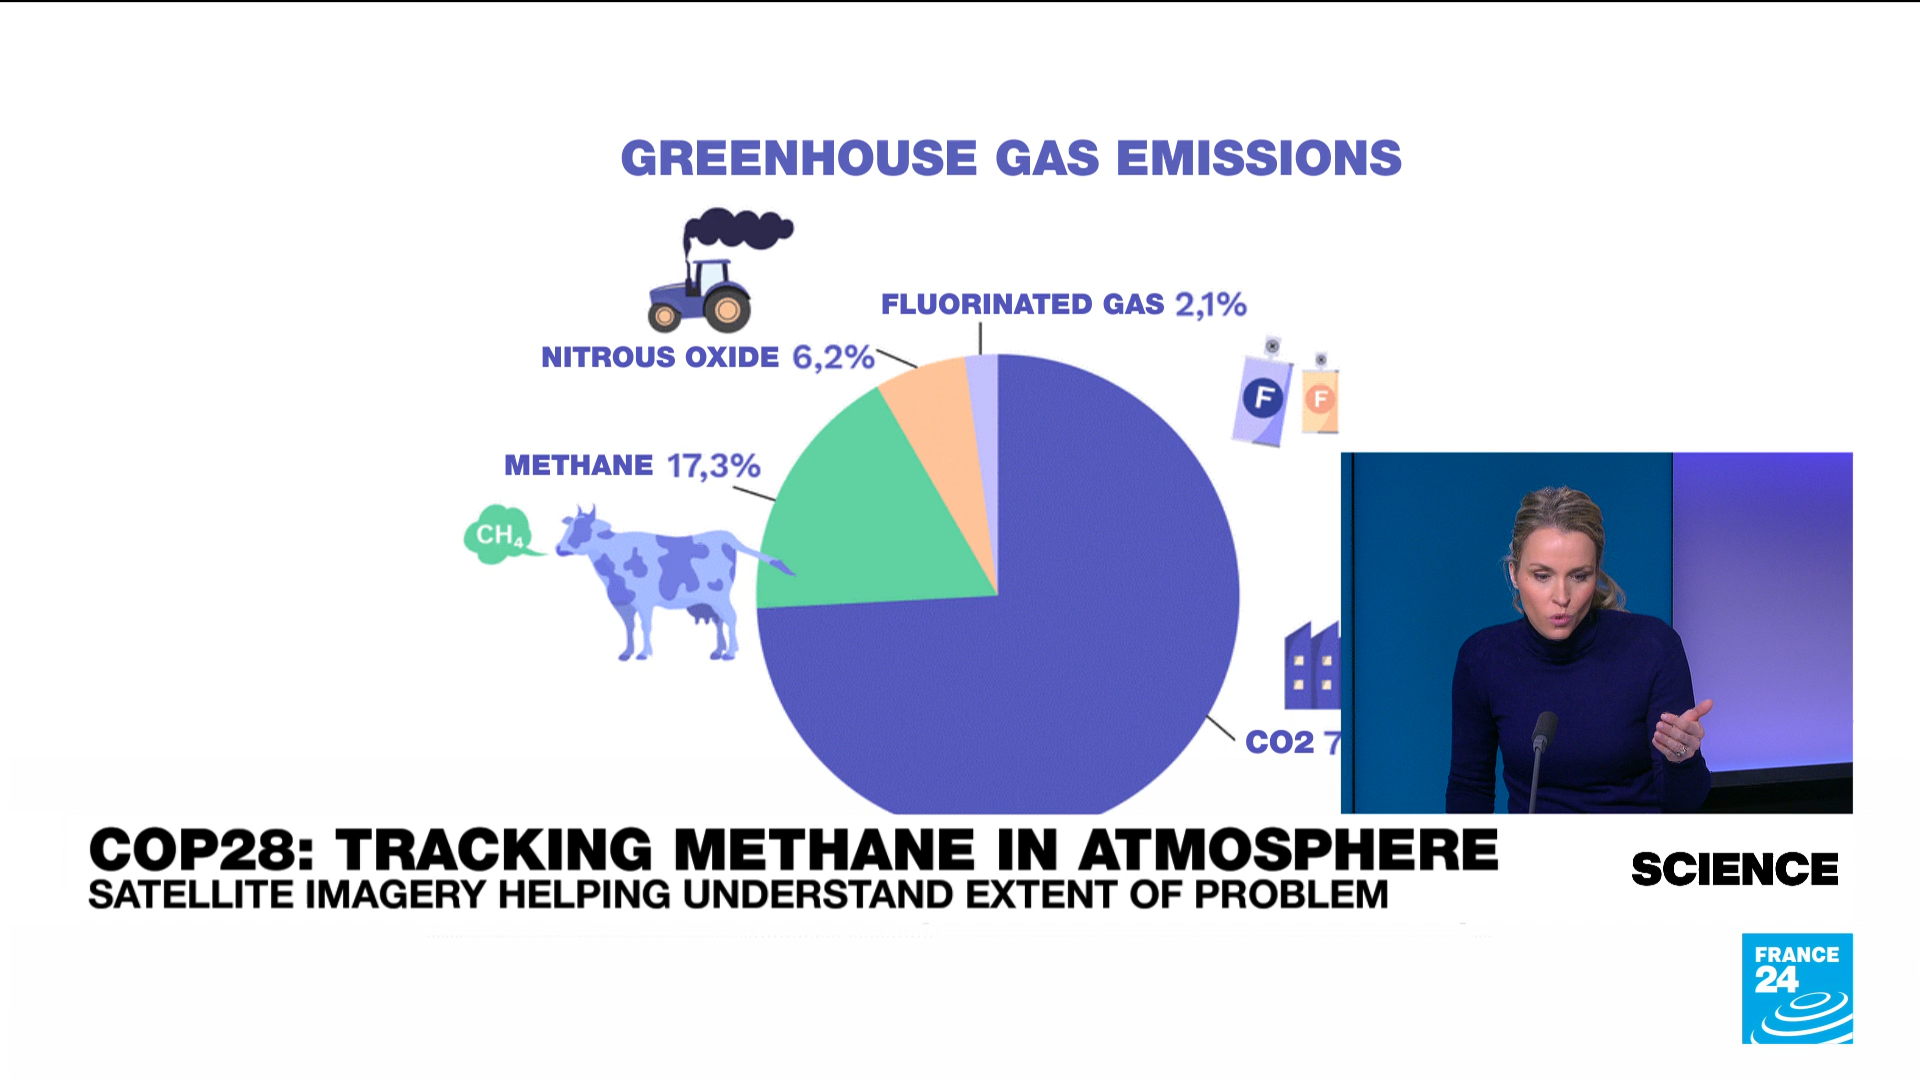 GREENHOUSE GAS EMISSIONS
FLUORINATED GAS 2,1%
NITROUS OXIDE 6,2%
F F
METHANE 17,3%
CH4
CO2 7
COP28: TRACKING METHANE IN ATMOSPHERE
SATELLITE IMAGERY HELPING UNDERSTAND EXTENT OF PROBLEM
SCIENCE
FRANCE
24